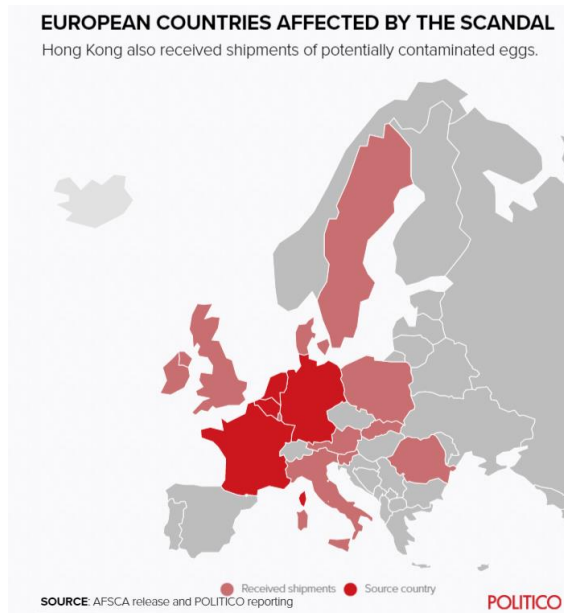 EUROPEAN COUNTRIES AFFECTED BY THE SCANDAL
Hong Kong also received shipments of potentially contaminated eggs.
Received shipments Source country
SOURCE: AFSCA release and POLITICO reporting
POLITICO